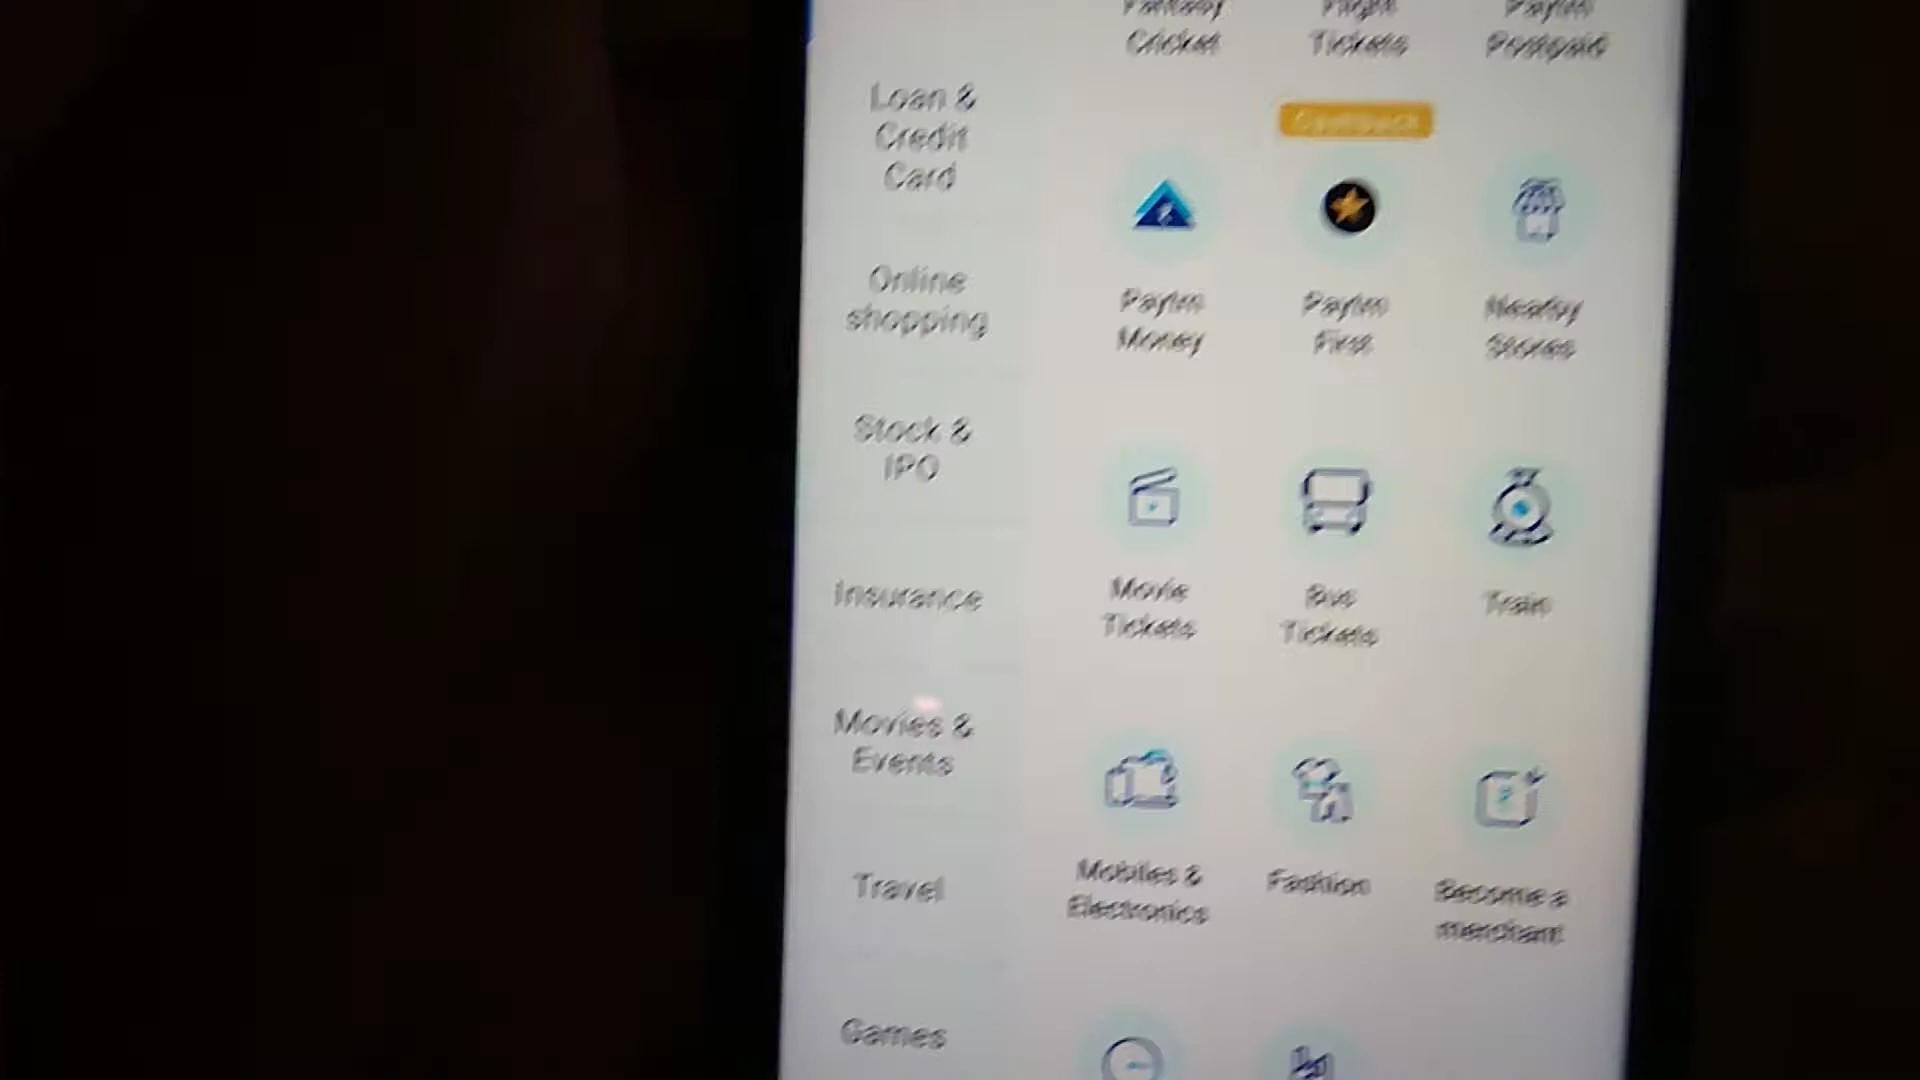 Fantasy
Cricket
Flight
Tickets
Paytm
Postpaid
Loan &
Credit
Card
Online
shopping
Stock &
IPO
Insurance
Movies &
Events
Travel
Games
Cashback
Paytm
Money
Paytm
First
Nearby
Stores
Movie
Tickets
Bus
Tickets
Train
Mobiles &
Electronics
Fashion
Become a
merchant